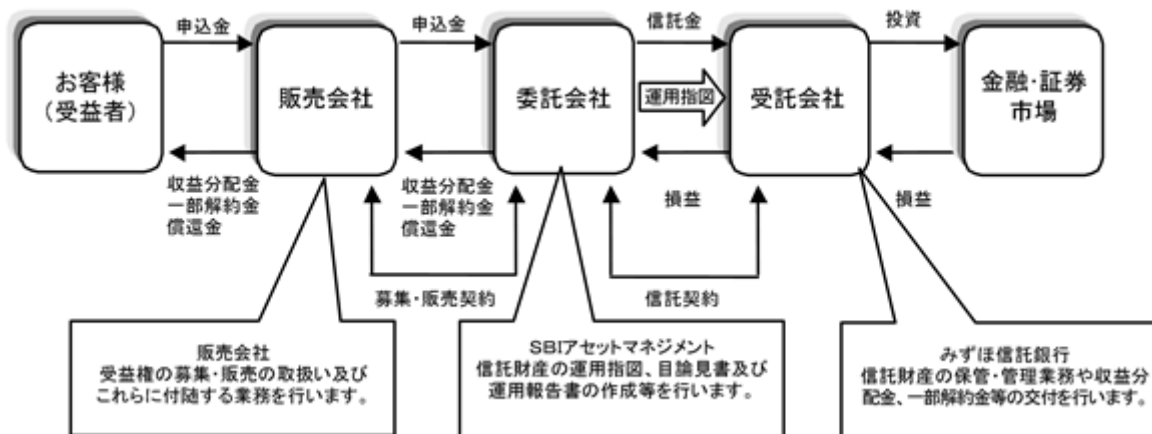 申込金
申込金
信託金
投資
お客様
（受益者）
販売会社
委託会社
運用指図
受託会社
金融・証券
市場
収益分配金
一部解約金
償還金
収益分配金
一部解約金
償還金
損益
損益
募集・販売契約
信託契約
販売会社
受益権の募集・販売の取扱い及び
これらに付随する業務を行います。
SBIアセットマネジメント
信託財産の運用指図、目論見書及び
運用報告書の作成等を行います。
みずほ信託銀行
信託財産の保管・管理業務や収益分
配金、一部解約金等の交付を行います。